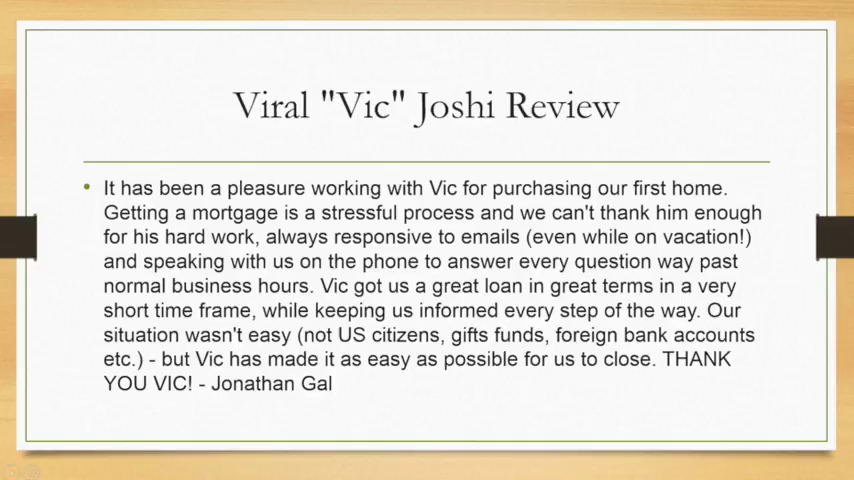 Viral "Vic" Joshi Review
• It has been a pleasure working with Vic for purchasing our first home.
Getting a mortgage is a stressful process and we can't thank him enough
for his hard work, always responsive to emails (even while on vacation!)
and speaking with us on the phone to answer every question way past
normal business hours. Vic got us a great loan in great terms in a very
short time frame, while keeping us informed every step of the way. Our
situation wasn't easy (not US citizens, gifts funds, foreign bank accounts
etc.) - but Vic has made it as easy as possible for us to close. THANK
YOU VIC! - Jonathan Gal